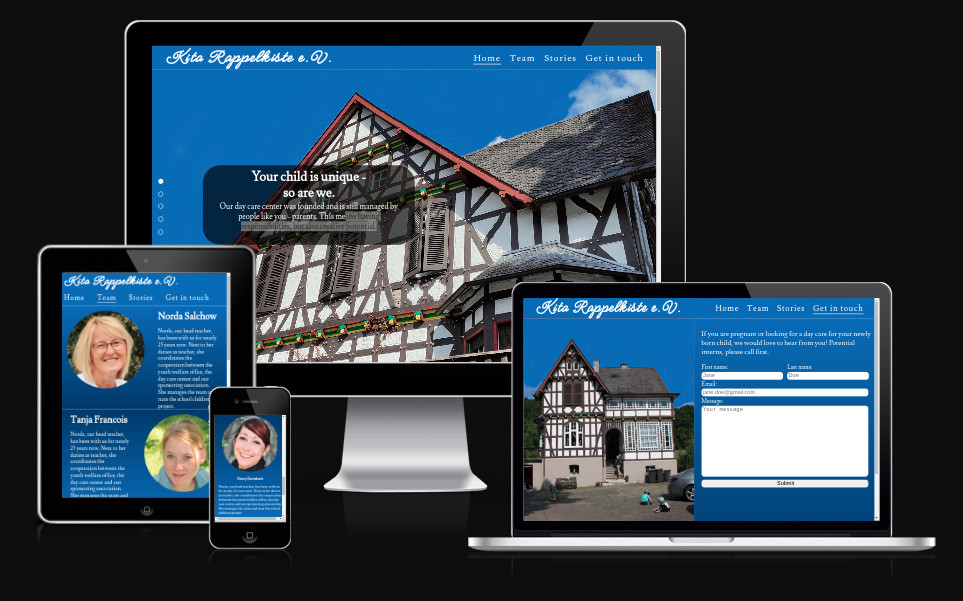 Kita Rappelkiste e.V.
Home Team Stories Get in touch
Your child is unique -
so are we.
Our day care center was founded and is still managed by
people like you - parents. This me having
responsibilities, but also creative potential.
Kita Rappelkiste e.V.
Home Team Stories Get in touch
Norda Salchow
Norda, our head teacher,
has been with us for nearly
25 years now. Next to her
duties as teacher, she
coordinates the
cooperation between the
youth welfare office, the
day care center and our
sponsoring association.
She manages the team a
runs the school children
project.
Tanja Francois
Norda, our head teacher,
has been with us for nearly
25 years now. Next to her
duties as teacher, she
coordinates the
cooperation between the
youth welfare office, the
day care center and our
sponsoring association.
She manages the team and
Kita Rappelkiste e.V.
Home Team Stories Get in touch
If you are pregnant or looking for a day care for your newly
born child, we would love to hear from you! Potential
interns, please call first.
First name: Last name:
Jane Doe
Email:
jane.doe@gmail.com
Message:
Your message
Submit